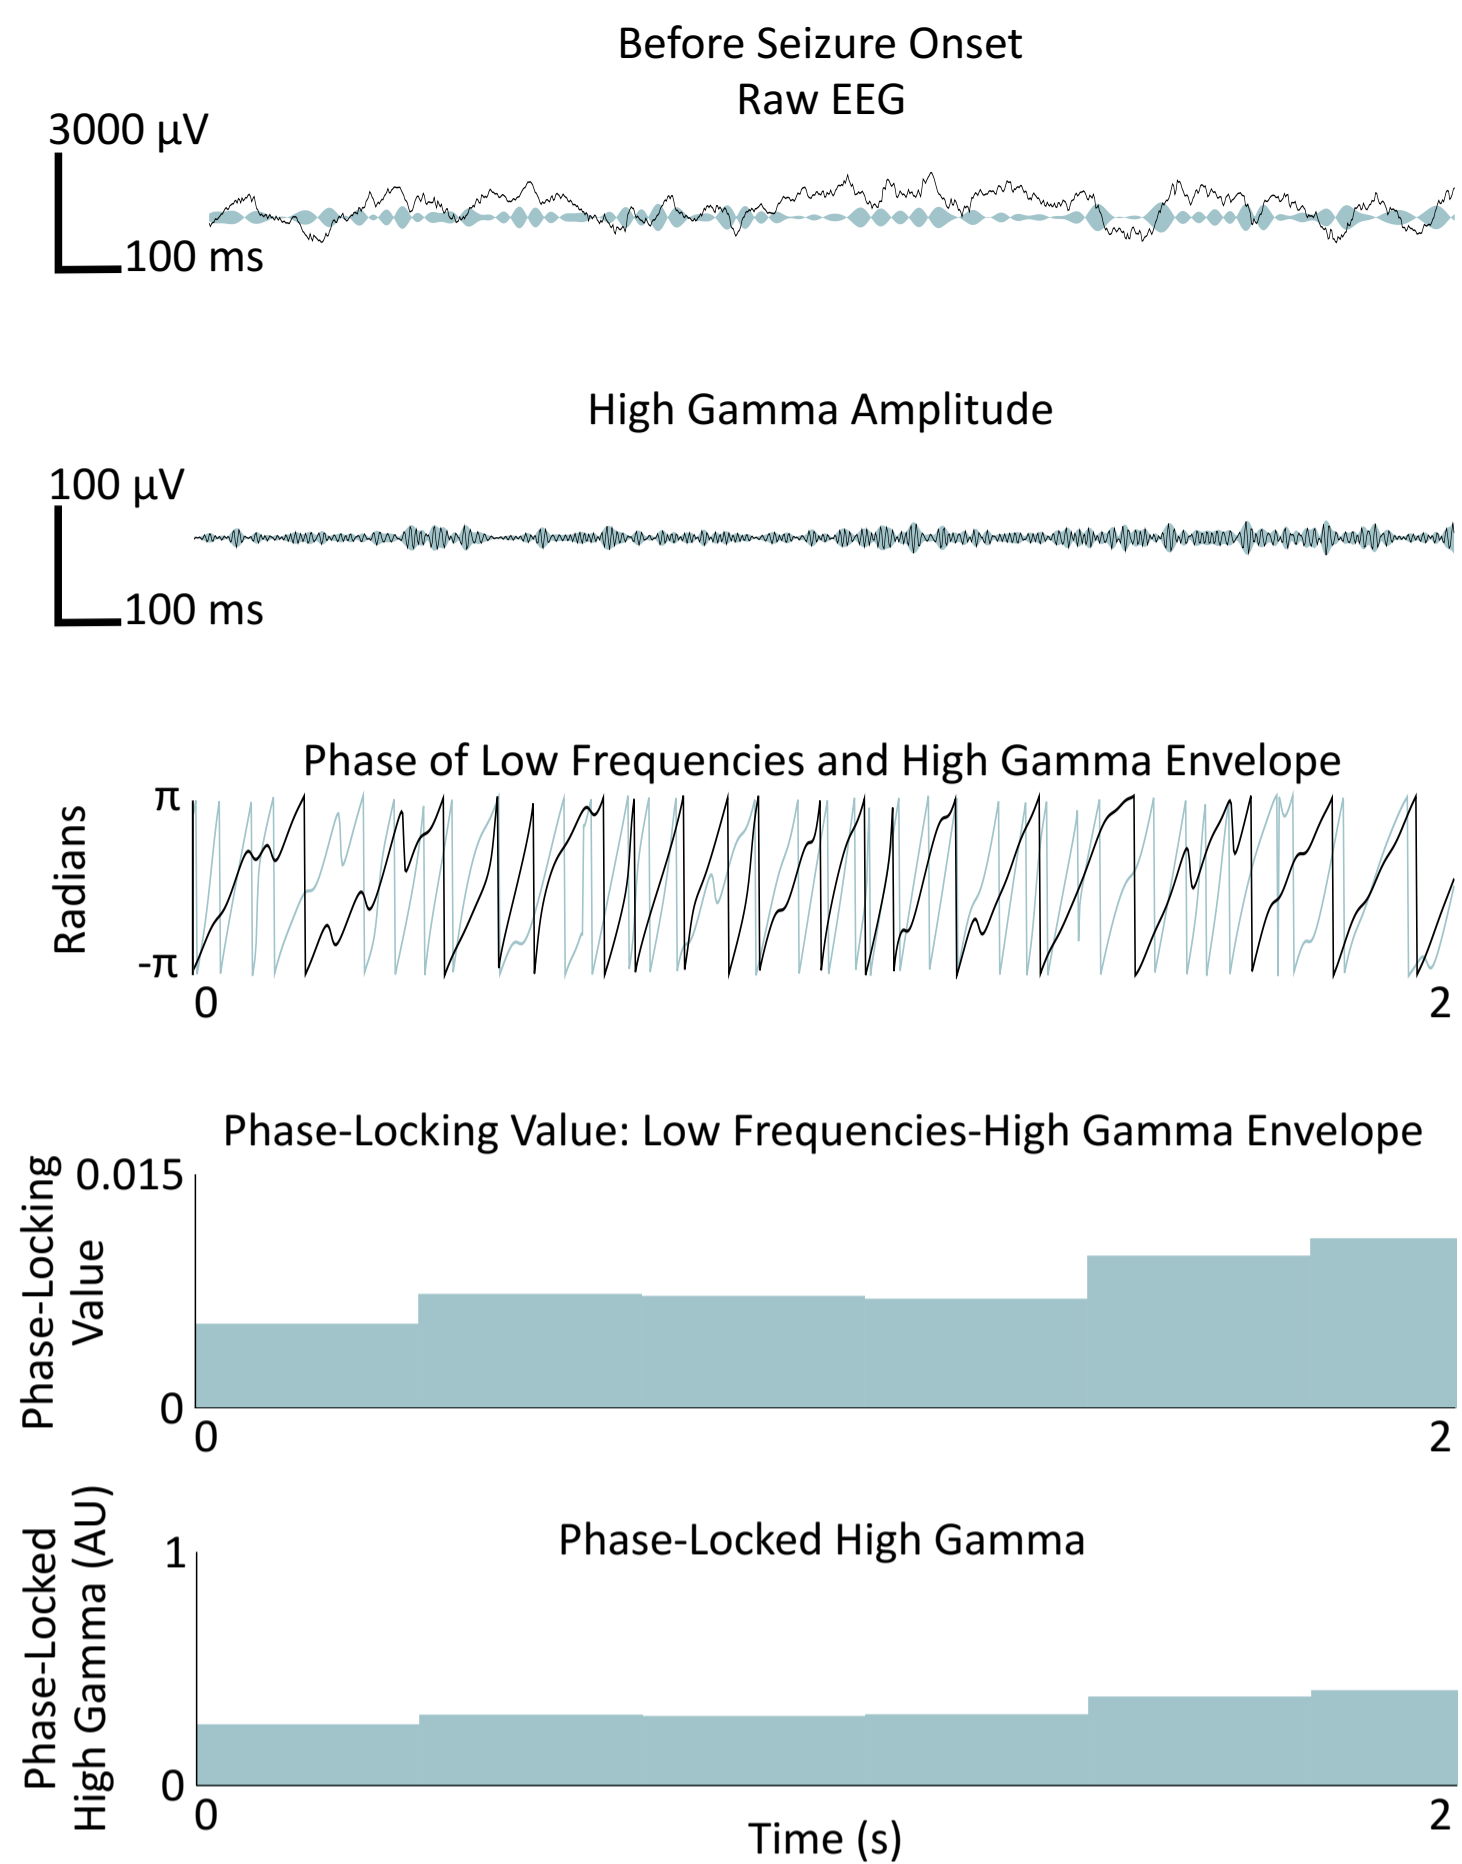 Before Seizure Onset
Raw EEG
3000 µV
100 ms
High Gamma Amplitude
100 µV
100 ms
Phase of Low Frequencies and High Gamma Envelope
Radians
π
-π
0
2
Phase-Locking Value: Low Frequencies-High Gamma Envelope
Phase-Locking
Value
0.015
0
0
2
Phase-Locked High Gamma
Phase-Locked
High Gamma (AU)
1
0
0
2
Time (s)